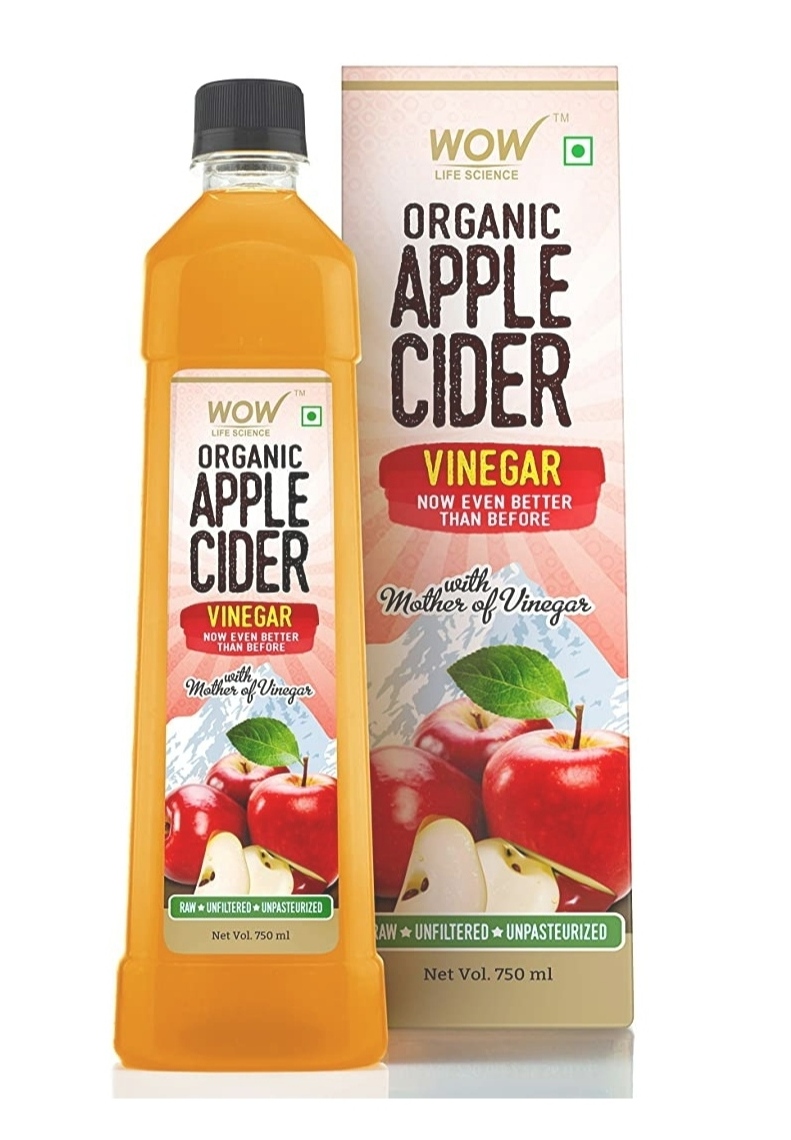 WOW TM
LIFE SCIENCE
ORGANIC
APPLE
CIDER
VINEGAR
NOW EVEN BETTER
THAN BEFORE
with
Mother of Vinegar
RAW ★ UNFILTERED ★ UNPASTEURIZED
Net Vol. 750 ml
WOW TM
LIFE SCIENCE
ORGANIC
APPLE
CIDER
VINEGAR
NOW EVEN BETTER
THAN BEFORE
with
Mother of Vinegar
RAW ★ UNFILTERED ★ UNPASTEURIZED
Net Vol. 750 ml